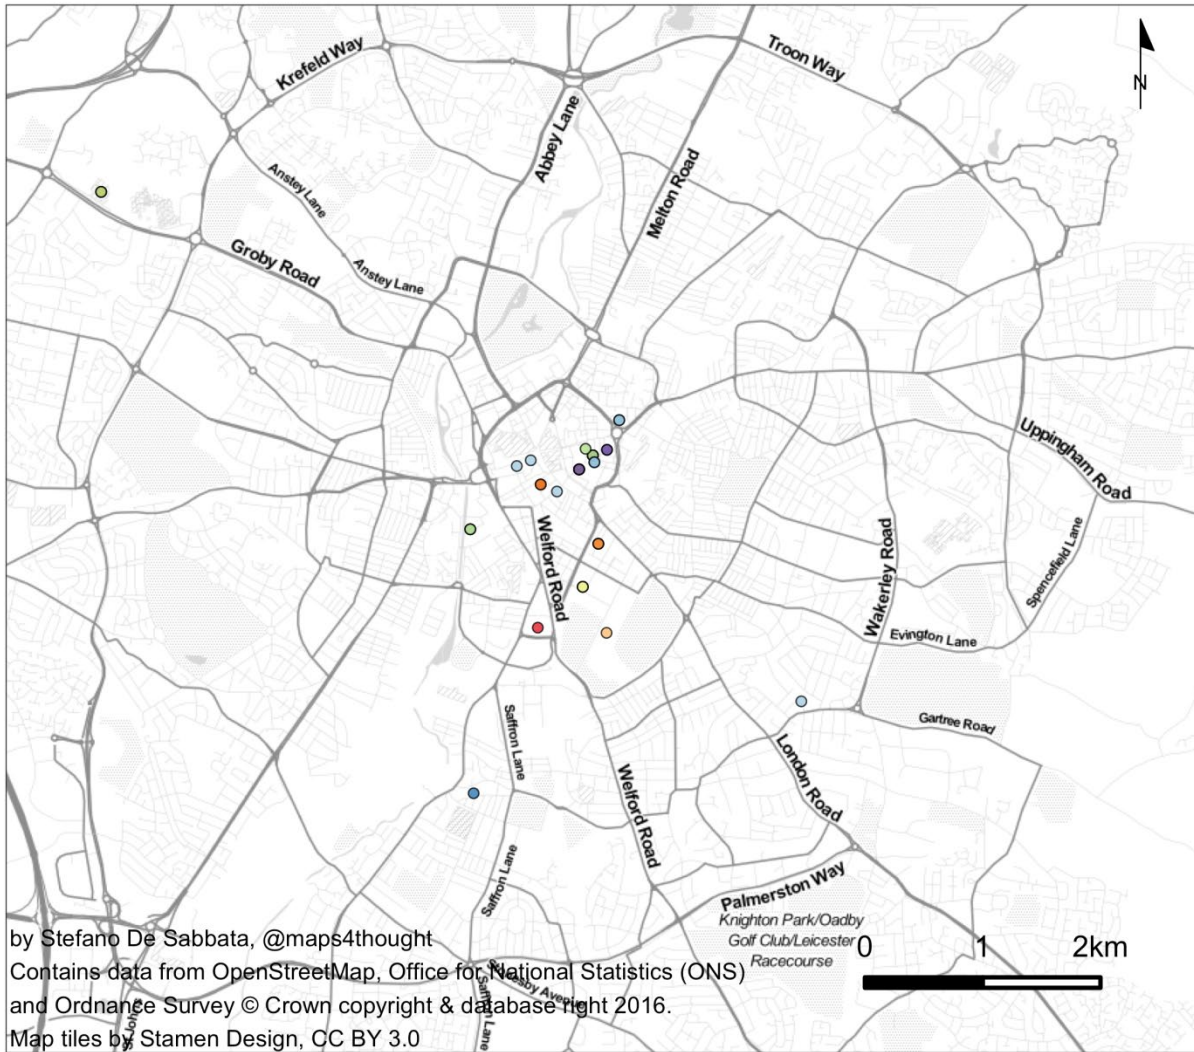 Krefeld Way
Troon Way
N
Abbey Lane
Melton Road
Anstey Lane
Groby Road
Anstey Lane
Uppingham Road
Welford Road
Wakerley Road
Spencefield Lane
Evington Lane
Saffron Lane
Gartree Road
London Road
Welford Road
Saffron Lane
Palmerston Way
Knighton Park/Oadby
Golf Club/Leicester
Racecourse
0 1 2km
by Stefano De Sabbata, @maps4thought
Contains data from OpenStreetMap, Office for National Statistics (ONS)
and Ordnance Survey © Crown copyright & database right 2016.
Map tiles by Stamen Design, CC BY 3.0
Saffron Lane